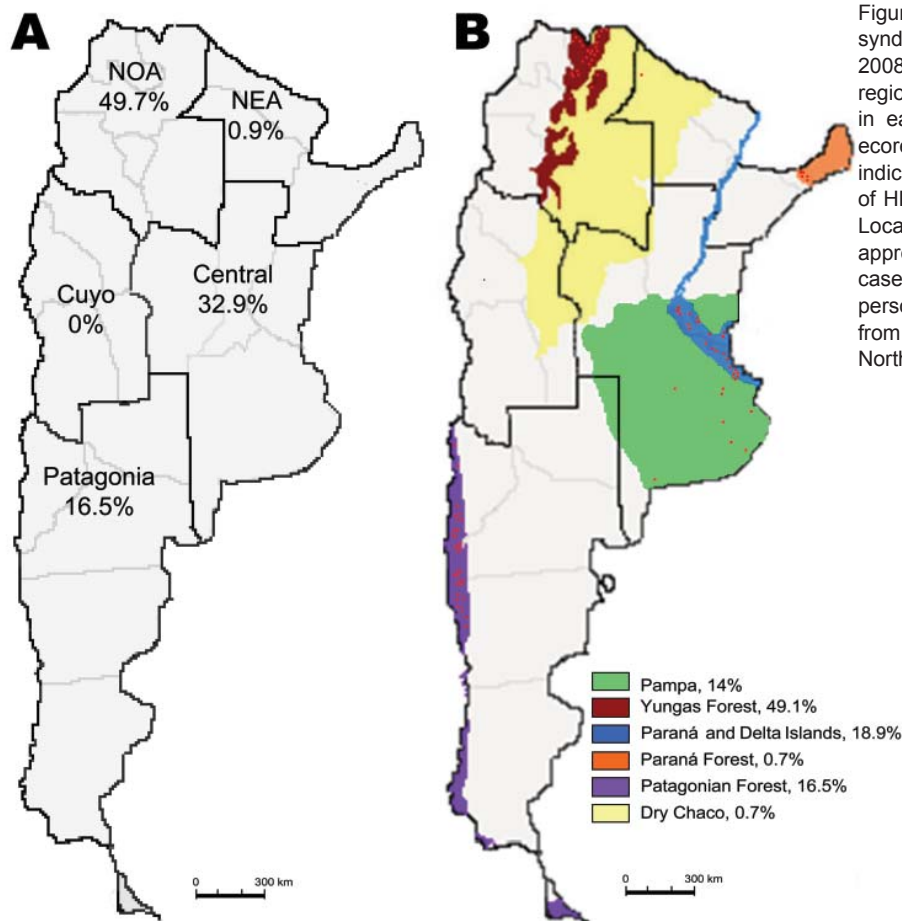 A
NOA
49.7%
NEA
0.9%
Cuyo
0%
Central
32.9%
Patagonia
16.5%
0 300 km
B
Pampa, 14%
Yungas Forest, 49.1%
Paraná and Delta Islands, 18.9%
Paraná Forest, 0.7%
Patagonian Forest, 16.5%
Dry Chaco, 0.7%
0 300 km
Figur
synd
2008
regio
in ea
ecore
indic
of HI
Loca
appro
case
perso
from
North